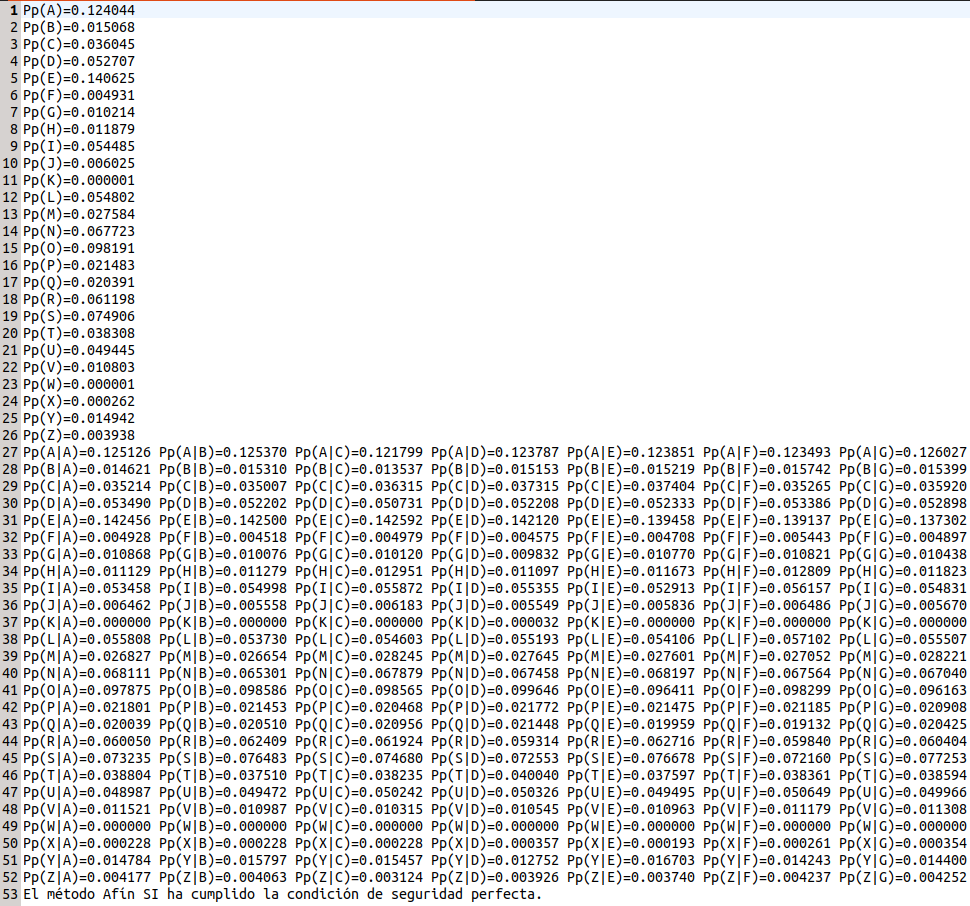 1 Pp(A)=0.124044
2 Pp(B)=0.015068
3 Pp(C)=0.036045
4 Pp(D)=0.052707
5 Pp(E)=0.140625
6 Pp(F)=0.004931
7 Pp(G)=0.010214
8 Pp(H)=0.011879
9 Pp(I)=0.054485
10 Pp(J)=0.006025
11 Pp(K)=0.000001
12 Pp(L)=0.054802
13 Pp(M)=0.027584
14 Pp(N)=0.067723
15 Pp(O)=0.098191
16 Pp(P)=0.021483
17 Pp(Q)=0.020391
18 Pp(R)=0.061198
19 Pp(S)=0.074906
20 Pp(T)=0.038308
21 Pp(U)=0.049445
22 Pp(V)=0.010803
23 Pp(W)=0.000001
24 Pp(X)=0.000262
25 Pp(Y)=0.014942
26 Pp(Z)=0.003938
27 Pp(A|A)=0.125126 Pp(A|B)=0.125370 Pp(A|C)=0.121799 Pp(A|D)=0.123787 Pp(A|E)=0.123851 Pp(A|F)=0.123493 Pp(A|G)=0.126027
28 Pp(B|A)=0.014621 Pp(B|B)=0.015310 Pp(B|C)=0.013537 Pp(B|D)=0.015153 Pp(B|E)=0.015219 Pp(B|F)=0.015742 Pp(B|G)=0.015399
29 Pp(C|A)=0.035214 Pp(C|B)=0.035007 Pp(C|C)=0.036315 Pp(C|D)=0.037315 Pp(C|E)=0.037404 Pp(C|F)=0.035265 Pp(C|G)=0.035920
30 Pp(D|A)=0.053490 Pp(D|B)=0.052202 Pp(D|C)=0.050731 Pp(D|D)=0.052208 Pp(D|E)=0.052333 Pp(D|F)=0.053386 Pp(D|G)=0.052898
31 Pp(E|A)=0.142456 Pp(E|B)=0.142500 Pp(E|C)=0.142592 Pp(E|D)=0.142120 Pp(E|E)=0.139458 Pp(E|F)=0.139137 Pp(E|G)=0.137302
32 Pp(F|A)=0.004928 Pp(F|B)=0.004518 Pp(F|C)=0.004979 Pp(F|D)=0.004575 Pp(F|E)=0.004708 Pp(F|F)=0.005443 Pp(F|G)=0.004897
33 Pp(G|A)=0.010868 Pp(G|B)=0.010076 Pp(G|C)=0.010120 Pp(G|D)=0.009832 Pp(G|E)=0.010770 Pp(G|F)=0.010821 Pp(G|G)=0.010438
34 Pp(H|A)=0.011129 Pp(H|B)=0.011279 Pp(H|C)=0.012951 Pp(H|D)=0.011097 Pp(H|E)=0.011673 Pp(H|F)=0.012809 Pp(H|G)=0.011823
35 Pp(I|A)=0.053458 Pp(I|B)=0.054998 Pp(I|C)=0.055872 Pp(I|D)=0.055355 Pp(I|E)=0.052913 Pp(I|F)=0.056157 Pp(I|G)=0.054831
36 Pp(J|A)=0.006462 Pp(J|B)=0.005558 Pp(J|C)=0.006183 Pp(J|D)=0.005549 Pp(J|E)=0.005836 Pp(J|F)=0.006486 Pp(J|G)=0.005670
37 Pp(K|A)=0.000000 Pp(K|B)=0.000000 Pp(K|C)=0.000000 Pp(K|D)=0.000032 Pp(K|E)=0.000000 Pp(K|F)=0.000000 Pp(K|G)=0.000000
38 Pp(L|A)=0.055808 Pp(L|B)=0.053730 Pp(L|C)=0.054603 Pp(L|D)=0.055193 Pp(L|E)=0.054106 Pp(L|F)=0.057102 Pp(L|G)=0.055507
39 Pp(M|A)=0.026827 Pp(M|B)=0.026654 Pp(M|C)=0.028245 Pp(M|D)=0.027645 Pp(M|E)=0.027601 Pp(M|F)=0.027052 Pp(M|G)=0.028221
40 Pp(N|A)=0.068111 Pp(N|B)=0.065301 Pp(N|C)=0.067879 Pp(N|D)=0.067458 Pp(N|E)=0.068197 Pp(N|F)=0.067564 Pp(N|G)=0.067040
41 Pp(O|A)=0.097875 Pp(O|B)=0.098586 Pp(O|C)=0.098565 Pp(O|D)=0.099646 Pp(O|E)=0.096411 Pp(O|F)=0.098299 Pp(O|G)=0.096163
42 Pp(P|A)=0.021801 Pp(P|B)=0.021453 Pp(P|C)=0.020468 Pp(P|D)=0.021772 Pp(P|E)=0.021475 Pp(P|F)=0.021185 Pp(P|G)=0.020908
43 Pp(Q|A)=0.020039 Pp(Q|B)=0.020510 Pp(Q|C)=0.020956 Pp(Q|D)=0.021448 Pp(Q|E)=0.019959 Pp(Q|F)=0.019132 Pp(Q|G)=0.020425
44 Pp(R|A)=0.060050 Pp(R|B)=0.062409 Pp(R|C)=0.061924 Pp(R|D)=0.059314 Pp(R|E)=0.062716 Pp(R|F)=0.059840 Pp(R|G)=0.060404
45 Pp(S|A)=0.073235 Pp(S|B)=0.076483 Pp(S|C)=0.074680 Pp(S|D)=0.072553 Pp(S|E)=0.076678 Pp(S|F)=0.072160 Pp(S|G)=0.077253
46 Pp(T|A)=0.038804 Pp(T|B)=0.037510 Pp(T|C)=0.038235 Pp(T|D)=0.040040 Pp(T|E)=0.037597 Pp(T|F)=0.038361 Pp(T|G)=0.038594
47 Pp(U|A)=0.048987 Pp(U|B)=0.049472 Pp(U|C)=0.050242 Pp(U|D)=0.050326 Pp(U|E)=0.049495 Pp(U|F)=0.050649 Pp(U|G)=0.049966
48 Pp(V|A)=0.011521 Pp(V|B)=0.010987 Pp(V|C)=0.010315 Pp(V|D)=0.010545 Pp(V|E)=0.010963 Pp(V|F)=0.011179 Pp(V|G)=0.011308
49 Pp(W|A)=0.000000 Pp(W|B)=0.000000 Pp(W|C)=0.000000 Pp(W|D)=0.000000 Pp(W|E)=0.000000 Pp(W|F)=0.000000 Pp(W|G)=0.000000
50 Pp(X|A)=0.000228 Pp(X|B)=0.000228 Pp(X|C)=0.000228 Pp(X|D)=0.000357 Pp(X|E)=0.000193 Pp(X|F)=0.000261 Pp(X|G)=0.000354
51 Pp(Y|A)=0.014784 Pp(Y|B)=0.015797 Pp(Y|C)=0.015457 Pp(Y|D)=0.012752 Pp(Y|E)=0.016703 Pp(Y|F)=0.014243 Pp(Y|G)=0.014400
52 Pp(Z|A)=0.004177 Pp(Z|B)=0.004063 Pp(Z|C)=0.003124 Pp(Z|D)=0.003926 Pp(Z|E)=0.003740 Pp(Z|F)=0.004237 Pp(Z|G)=0.004252
53 El método Afín SI ha cumplido la condición de seguridad perfecta.